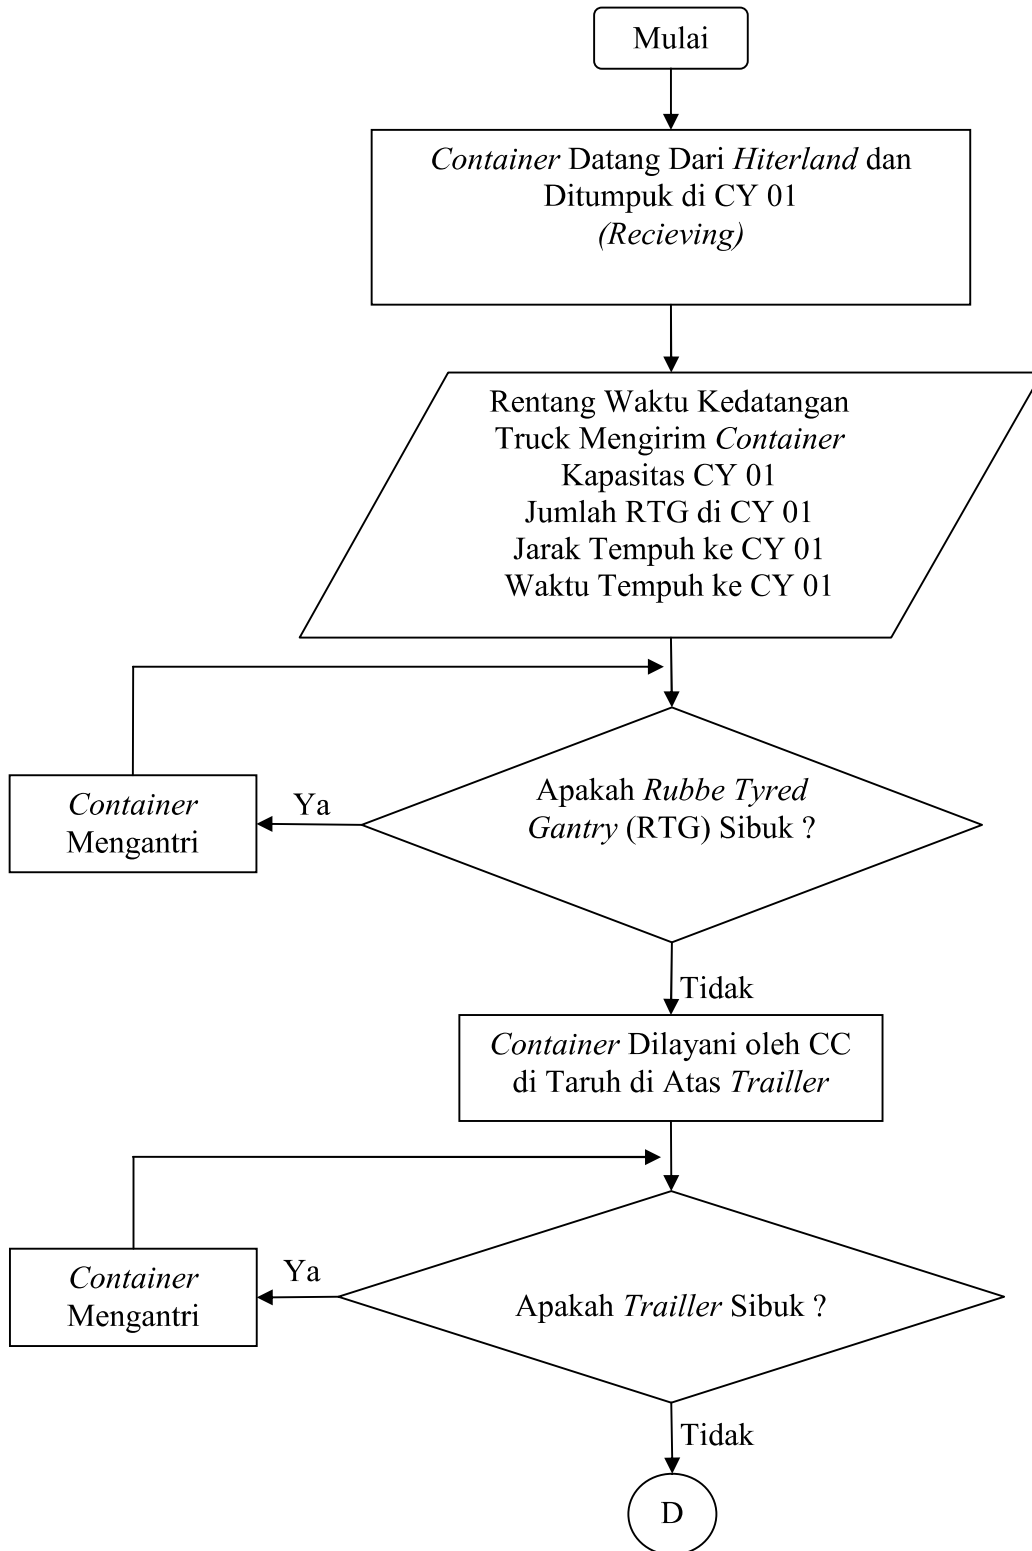 Mulai
Container Datang Dari Hiterland dan
Ditumpuk di CY 01
(Recieving)
Rentang Waktu Kedatangan
Truck Mengirim Container
Kapasitas CY 01
Jumlah RTG di CY 01
Jarak Tempuh ke CY 01
Waktu Tempuh ke CY 01
Apakah Rubbe Tyred
Gantry (RTG) Sibuk ?
Ya
Container
Mengantri
Tidak
Container Dilayani oleh CC
di Taruh di Atas Trailler
Apakah Trailler Sibuk ?
Ya
Container
Mengantri
Tidak
D